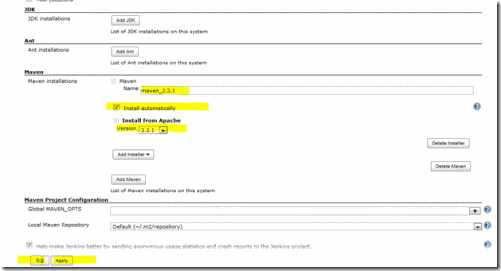 JDK
JDK installations
Add JDK
List of JDK installations on this system
Ant
Ant installations
Add Ant
List of Ant installations on this system
Maven
Maven installations
Maven
Name
maven_2.2.1
Install automatically
Install from Apache
Version 2.2.1
Delete Installer
Add Installer
Delete Maven
Add Maven
List of Maven installations on this system
Maven Project Configuration
Global MAVEN_OPTS
Local Maven Repository
Default (~/.m2/repository)
Help make Jenkins better by sending anonymous usage statistics and crash reports to the Jenkins project.
Apply